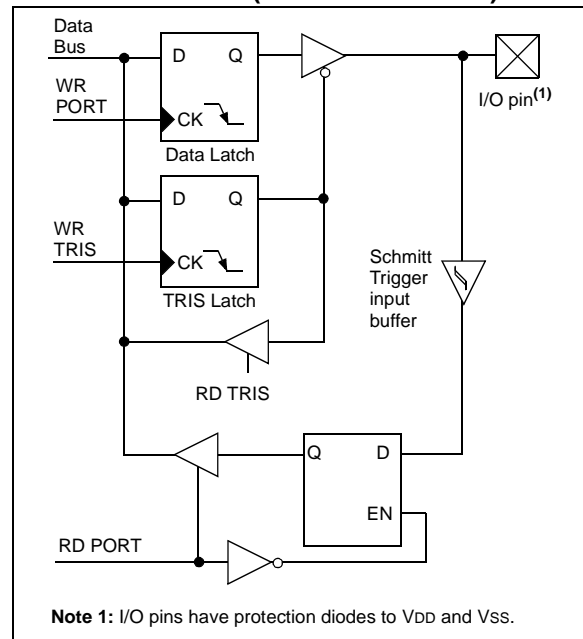 Data
Bus
D Q
WR
PORT
CK
I/O pin(1)
Data Latch
D Q
WR
TRIS
CK
TRIS Latch
Schmitt
Trigger
input
buffer
RD TRIS
Q D
EN
RD PORT
Note 1: I/O pins have protection diodes to VDD and VSS.